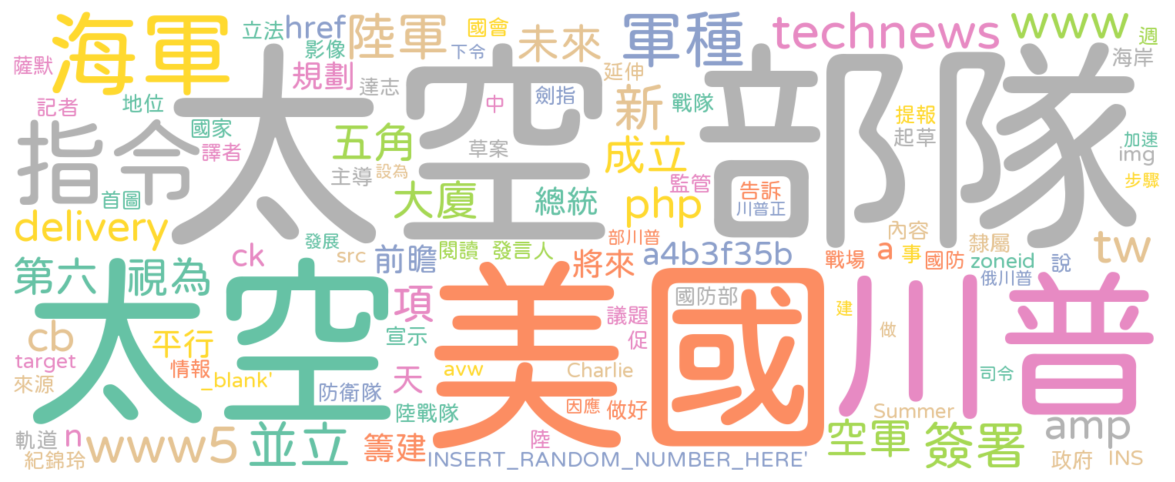 海軍
立法
href
陸軍
國會
下令
未來
軍種
technews
www
週
海岸
薩默
影像
規劃
達志
延伸
太空部隊
記者
地位
中
劍指
新
戰隊
提報
起草
加速
img
步驟
指令
國家
譯者
五角
草案
主導
設為
成立
監管
告訴
川普正
首圖
大廈
總統
php
delivery
發展
部川普
內容
隸屬
tw
ck
src
前瞻
閱讀
發言人
將來
a4b3f35b
戰場
a
事
國防
zoneid
說
俄川普
第六
視為
太空
項
美國
國防部
川普
建
做
cb
平行
宣示
議題
促
target
情報
_blank'
天
avw
Charlie
司令
來源
防衛隊
陸戰隊
因應
做好
Summer
軌道
n
www5
並立
籌建
陸
空軍
簽署
amp
紀錦玲
INSERT_RANDOM_NUMBER_HERE'
政府
INS